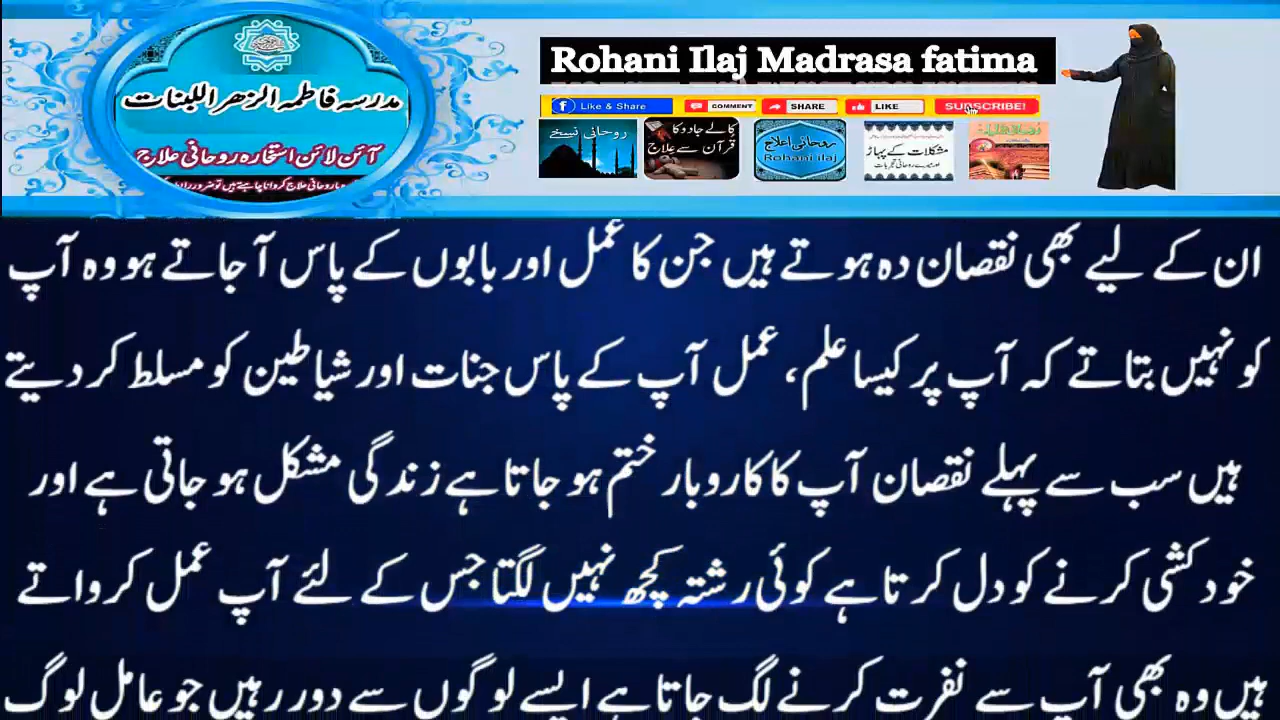 مدرسہ فاطمہ الزھرا للبنات
آن لائن استخارہ روحانی علاج
Rohani Ilaj Madrasa fatima
Like & Share
COMMENT
SHARE
LIKE
SUBSCRIBE!
روحانی نسخے
کالے جادو کا
قرآن سے علاج
روحانی علاج
Rohani Ilaj
مشکلات کے پہاڑ
ان کے لیے بھی نقصان دہ ہوتے ہیں جن کا عمل اور بابوں کے پاس آ جاتے ہو وہ آپ
کو نہیں بتاتے کہ آپ پر کیسا علم، عمل آپ کے پاس جنات اور شیاطین کو مسلط کر دیتے
ہیں سب سے پہلے نقصان آپ کا کاروبار ختم ہو جاتا ہے زندگی مشکل ہو جاتی ہے اور
خود کشی کرنے کو دل کرتا ہے کوئی رشتہ کچھ نہیں لگتا جس کے لئے آپ عمل کرواتے
ہیں وہ بھی آپ سے نفرت کرنے لگ جاتا ہے ایسے لوگوں سے دور رہیں جو عامل لوگ